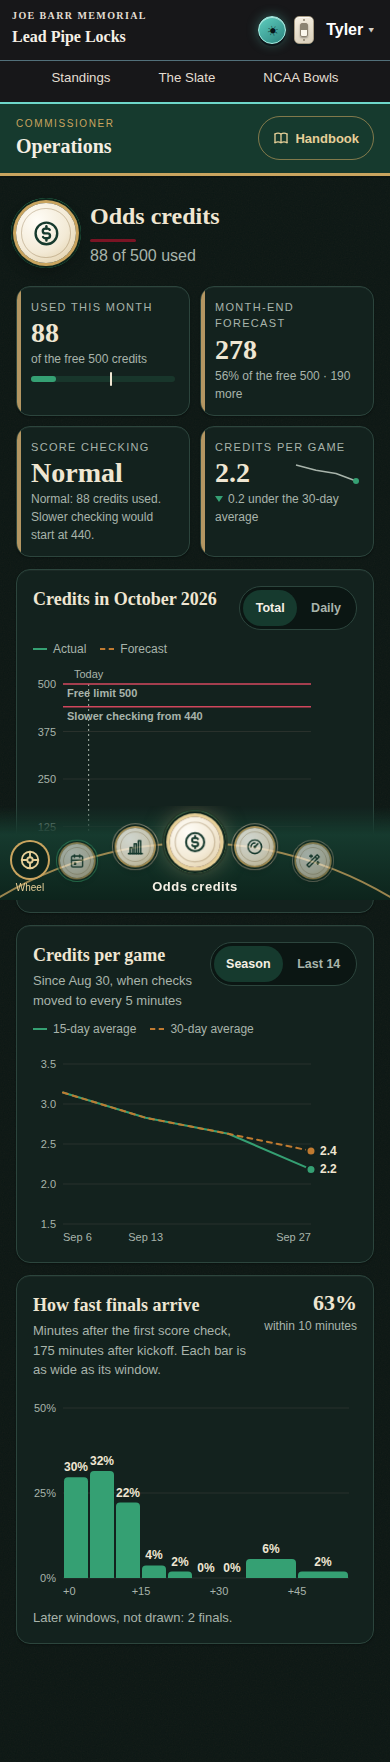 JOE BARR MEMORIAL
Lead Pipe Locks
Tyler
Standings The Slate NCAA Bowls
COMMISSIONER
Operations
Handbook
Odds credits
88 of 500 used
USED THIS MONTH
88
of the free 500 credits
MONTH-END
FORECAST
278
56% of the free 500 · 190
more
SCORE CHECKING
Normal
Normal: 88 credits used.
Slower checking would
start at 440.
CREDITS PER GAME
2.2
0.2 under the 30-day
average
Credits in October 2026
Total Daily
Actual Forecast
Today
500
Free limit 500
Slower checking from 440
375
250
125
Wheel
Odds credits
Credits per game
Since Aug 30, when checks
moved to every 5 minutes
Season Last 14
15-day average 30-day average
3.5
3.0
2.5
2.4
2.2
2.0
1.5
Sep 6 Sep 13 Sep 27
How fast finals arrive
Minutes after the first score check,
175 minutes after kickoff. Each bar is
as wide as its window.
63%
within 10 minutes
50%
30% 32%
25%
22%
4% 2% 0% 0% 6% 2%
0%
+0 +15 +30 +45
Later windows, not drawn: 2 finals.